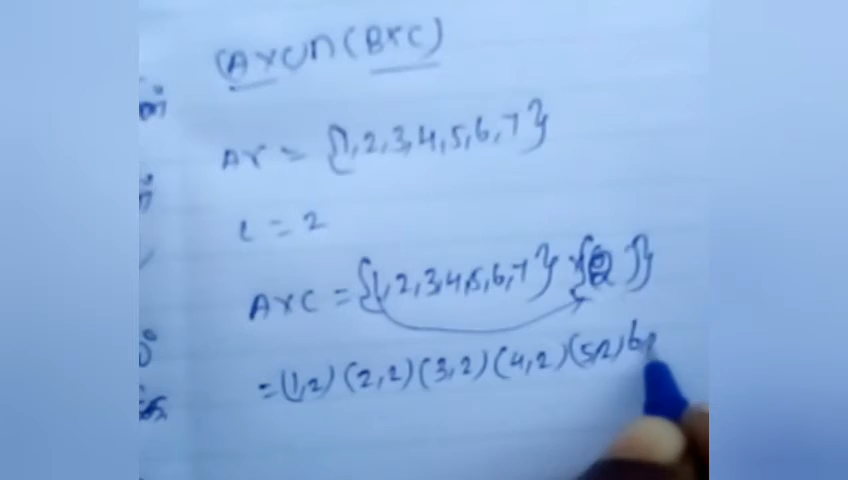 (A×C)∩(B×C)
A× = {1,2,3,4,5,6,7}
C = 2
A×C = {1,2,3,4,5,6,7} × {2}}
= (1,2) (2,2) (3,2) (4,2) (5,2) 6,